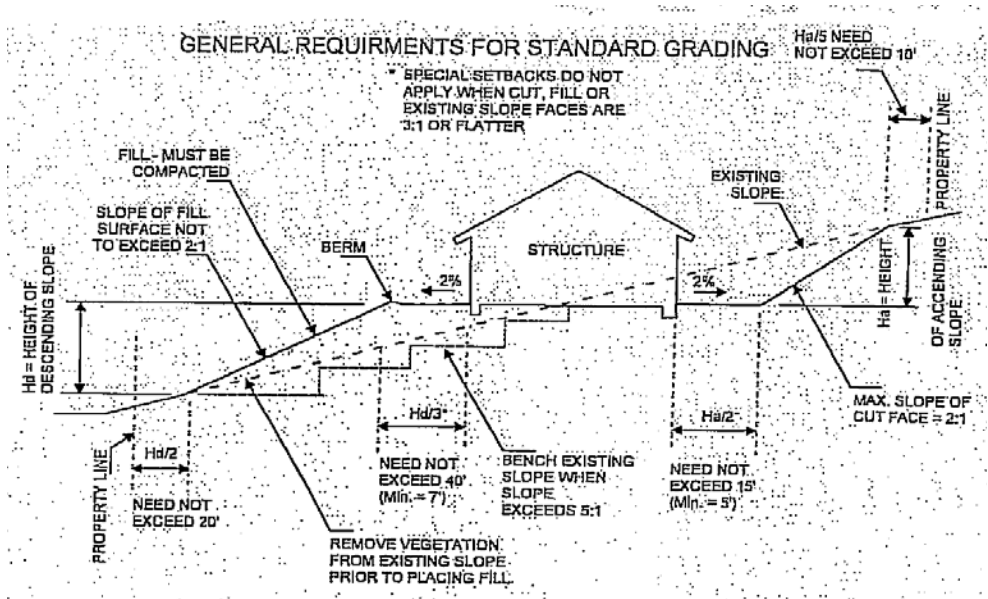 GENERAL REQUIRMENTS FOR STANDARD GRADING
* SPECIAL SETBACKS DO NOT
APPLY WHEN CUT, FILL OR
EXISTING SLOPE FACES ARE
3:1 OR FLATTER
Ha/5 NEED
NOT EXCEED 10'
PROPERTY LINE
FILL - MUST BE
COMPACTED
EXISTING
SLOPE
SLOPE OF FILL
SURFACE NOT
TO EXCEED 2:1
BERM
STRUCTURE
2%
2%
Hd = HEIGHT OF
DESCENDING SLOPE
Ha = HEIGHT
OF ACCENDING
SLOPE
MAX. SLOPE OF
CUT FACE = 2:1
PROPERTY LINE
Hd/2
NEED NOT
EXCEED 20'
Hd/3*
NEED NOT
EXCEED 40'
(Min. = 7')
BENCH EXISTING
SLOPE WHEN
SLOPE
EXCEEDS 5:1
Ha/2
NEED NOT
EXCEED 15'
(Min. = 5')
REMOVE VEGETATION
FROM EXISTING SLOPE
PRIOR TO PLACING FILL.